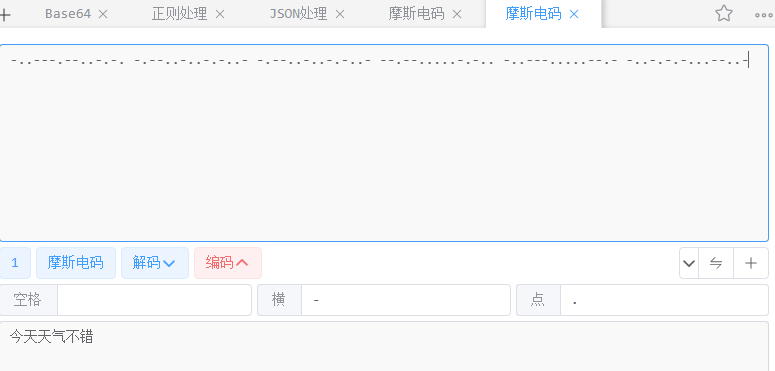 Base64 正则处理 JSON处理 摩斯电码 摩斯电码
-..---.--..-.-. -.--..-..-.-..- -.--..-..-.-..- --.--.....-.-.. -..---.....--.- -..-.-.-...--..-
1 摩斯电码 解码 编码
空格 横 - 点 .
今天天气不错